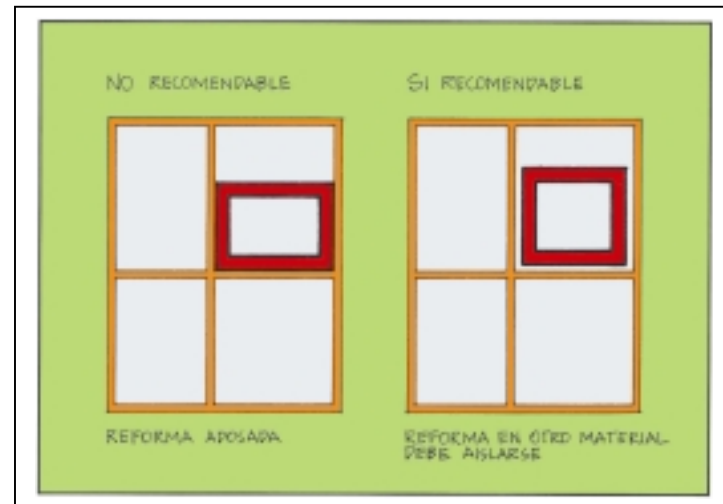 NO RECOMENDABLE
SI RECOMENDABLE
REFORMA ADOSADA
REFORMA EN OTRO MATERIAL
DEBE AISLARSE